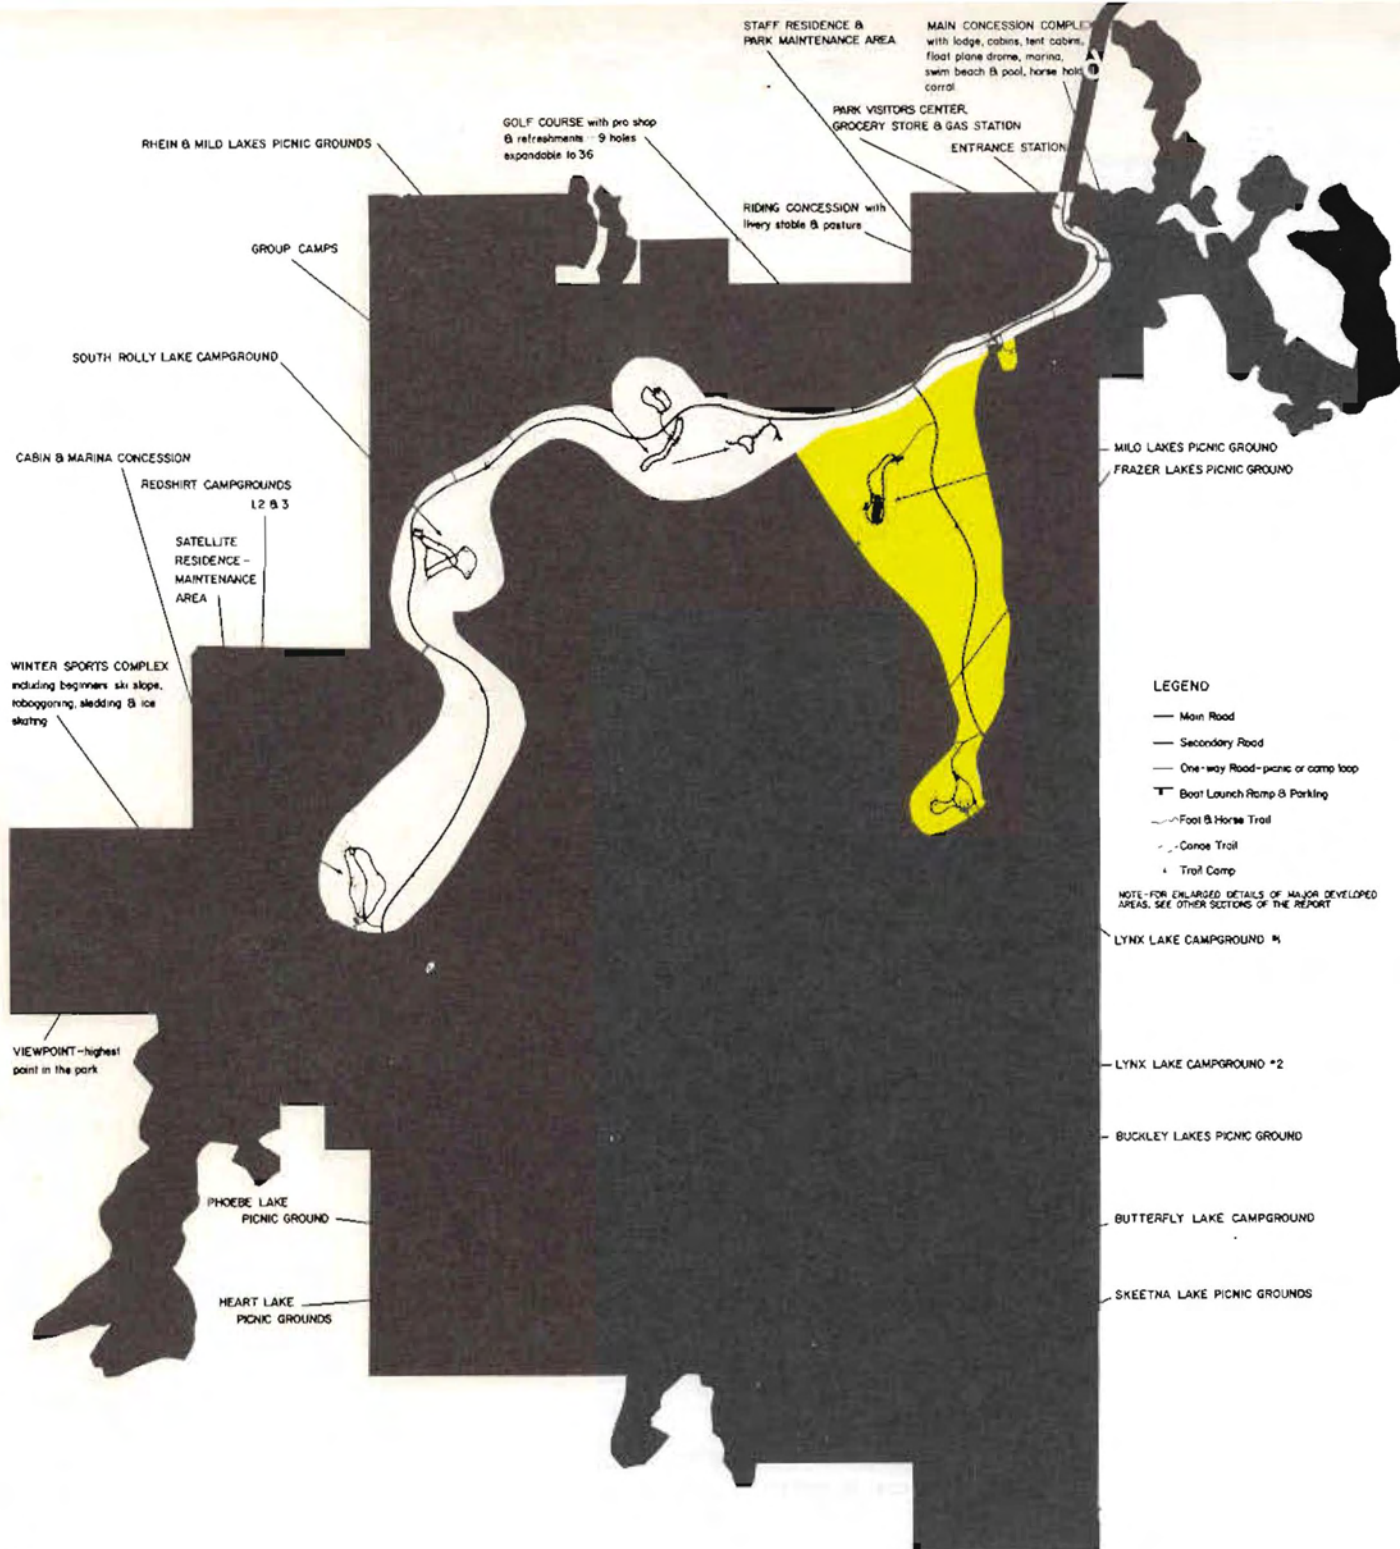 STAFF RESIDENCE &
PARK MAINTENANCE AREA
MAIN CONCESSION COMPLEX
with lodge, cabins, tent cabins,
float plane drome, marina,
swim beach & pool, horse hold
corral
PARK VISITORS CENTER,
GROCERY STORE & GAS STATION
ENTRANCE STATION
GOLF COURSE with pro shop
& refreshments - 9 holes
expandable to 36
RHEIN & MILO LAKES PICNIC GROUNDS
RIDING CONCESSION with
livery stable & pasture
GROUP CAMPS
SOUTH ROLLY LAKE CAMPGROUND
CABIN & MARINA CONCESSION
REDSHIRT CAMPGROUNDS
1,2 & 3
SATELLITE
RESIDENCE -
MAINTENANCE
AREA
WINTER SPORTS COMPLEX
including beginners ski slope,
tobogganing, sledding & ice
skating
VIEWPOINT-highest
point in the park
PHOEBE LAKE
PICNIC GROUND
HEART LAKE
PICNIC GROUNDS
MILO LAKES PICNIC GROUND
FRAZER LAKES PICNIC GROUND
LEGEND
Main Road
Secondary Road
One-way Road-picnic or camp loop
Boat Launch Ramp & Parking
Foot & Horse Trail
Canoe Trail
Trail Camp
NOTE-FOR ENLARGED DETAILS OF MAJOR DEVELOPED
AREAS, SEE OTHER SECTIONS OF THE REPORT
LYNX LAKE CAMPGROUND #1
LYNX LAKE CAMPGROUND #2
BUCKLEY LAKES PICNIC GROUND
BUTTERFLY LAKE CAMPGROUND
SKEETNA LAKE PICNIC GROUNDS